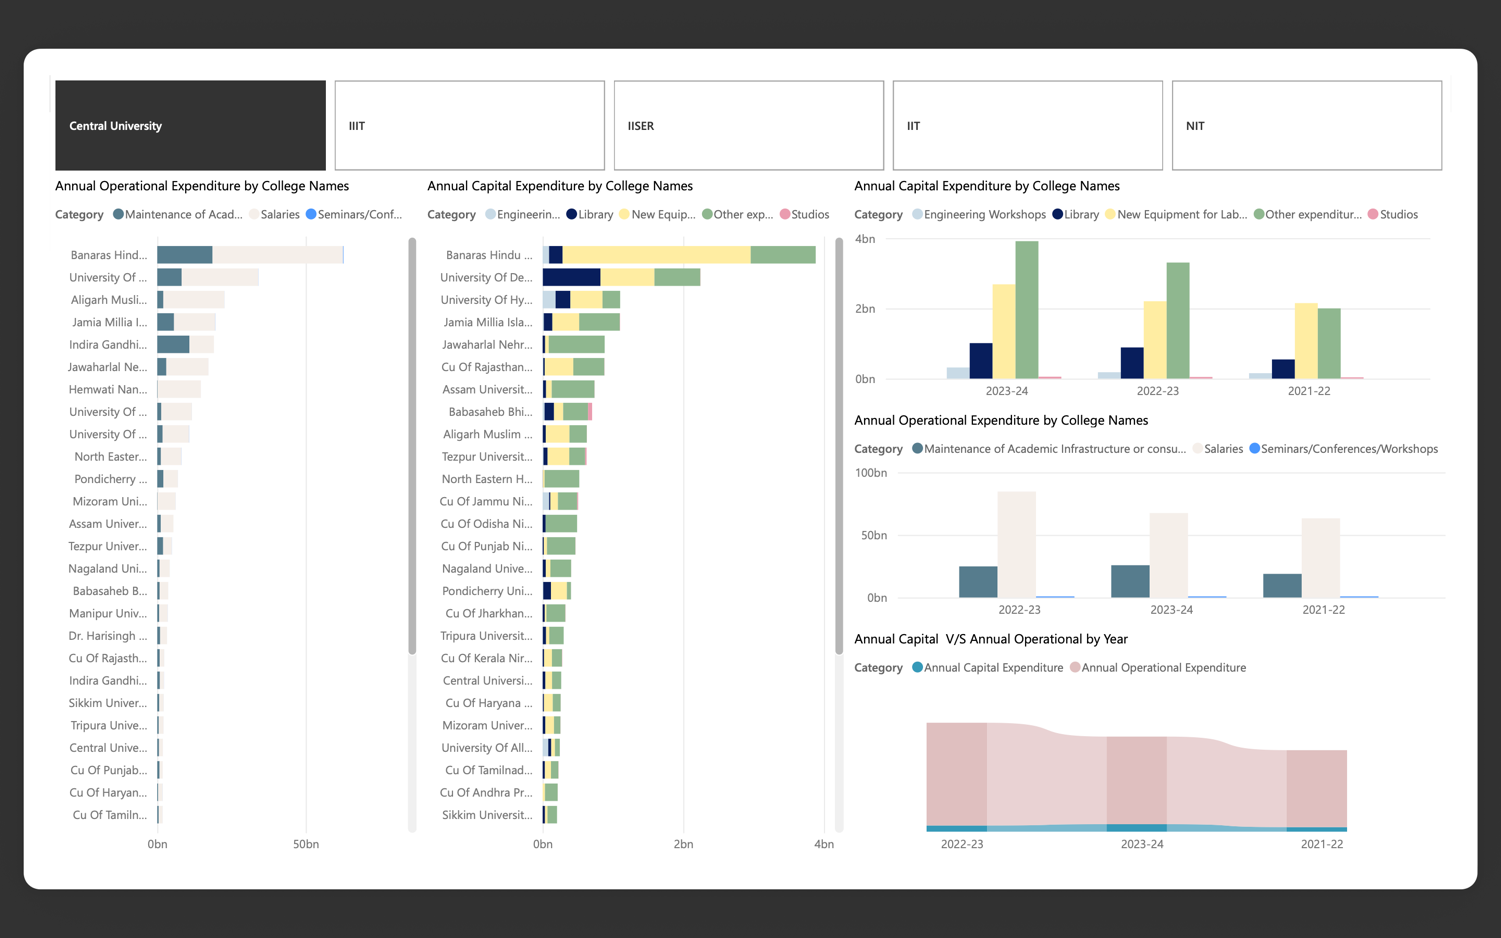 Central University
IIIT
IISER
IIT
NIT
Annual Operational Expenditure by College Names
Category Maintenance of Acad... Salaries Seminars/Conf...
Banaras Hind...
University Of ...
Aligarh Musli...
Jamia Millia I...
Indira Gandhi...
Jawaharlal Ne...
Hemwati Nan...
University Of ...
University Of ...
North Easter...
Pondicherry ...
Mizoram Uni...
Assam Univer...
Tezpur Univer...
Nagaland Uni...
Babasaheb B...
Manipur Univ...
Dr. Harisingh ...
Cu Of Rajasth...
Indira Gandhi...
Sikkim Univer...
Tripura Unive...
Central Unive...
Cu Of Punjab...
Cu Of Haryan...
Cu Of Tamiln...
0bn 50bn
Annual Capital Expenditure by College Names
Category Engineerin... Library New Equip... Other exp... Studios
Banaras Hindu ...
University Of De...
University Of Hy...
Jamia Millia Isla...
Jawaharlal Nehr...
Cu Of Rajasthan...
Assam Universit...
Babasaheb Bhi...
Aligarh Muslim ...
Tezpur Universit...
North Eastern H...
Cu Of Jammu Ni...
Cu Of Odisha Ni...
Cu Of Punjab Ni...
Nagaland Unive...
Pondicherry Uni...
Cu Of Jharkhan...
Tripura Universit...
Cu Of Kerala Nir...
Central Universi...
Cu Of Haryana ...
Mizoram Univer...
University Of All...
Cu Of Tamilnad...
Cu Of Andhra Pr...
Sikkim Universit...
0bn 2bn 4bn
Annual Capital Expenditure by College Names
Category Engineering Workshops Library New Equipment for Lab... Other expenditur... Studios
4bn
2bn
0bn
2023-24 2022-23 2021-22
Annual Operational Expenditure by College Names
Category Maintenance of Academic Infrastructure or consu... Salaries Seminars/Conferences/Workshops
100bn
50bn
0bn
2022-23 2023-24 2021-22
Annual Capital  V/S Annual Operational by Year
Category Annual Capital Expenditure Annual Operational Expenditure
2022-23 2023-24 2021-22